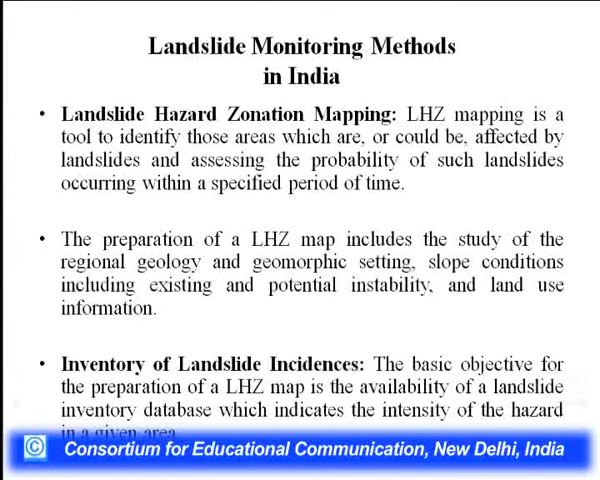 Landslide Monitoring Methods
in India
• Landslide Hazard Zonation Mapping: LHZ mapping is a
tool to identify those areas which are, or could be, affected by
landslides and assessing the probability of such landslides
occurring within a specified period of time.
• The preparation of a LHZ map includes the study of the
regional geology and geomorphic setting, slope conditions
including existing and potential instability, and land use
information.
• Inventory of Landslide Incidences: The basic objective for
the preparation of a LHZ map is the availability of a landslide
inventory database which indicates the intensity of the hazard
in a given area
© Consortium for Educational Communication, New Delhi, India